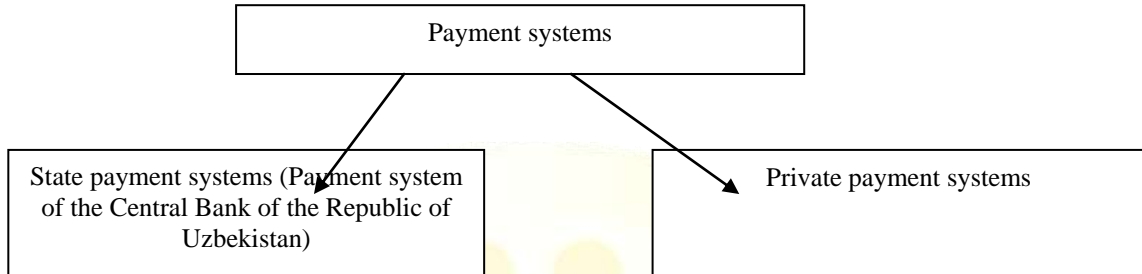 Payment systems
State payment systems (Payment system
of the Central Bank of the Republic of
Uzbekistan)
Private payment systems